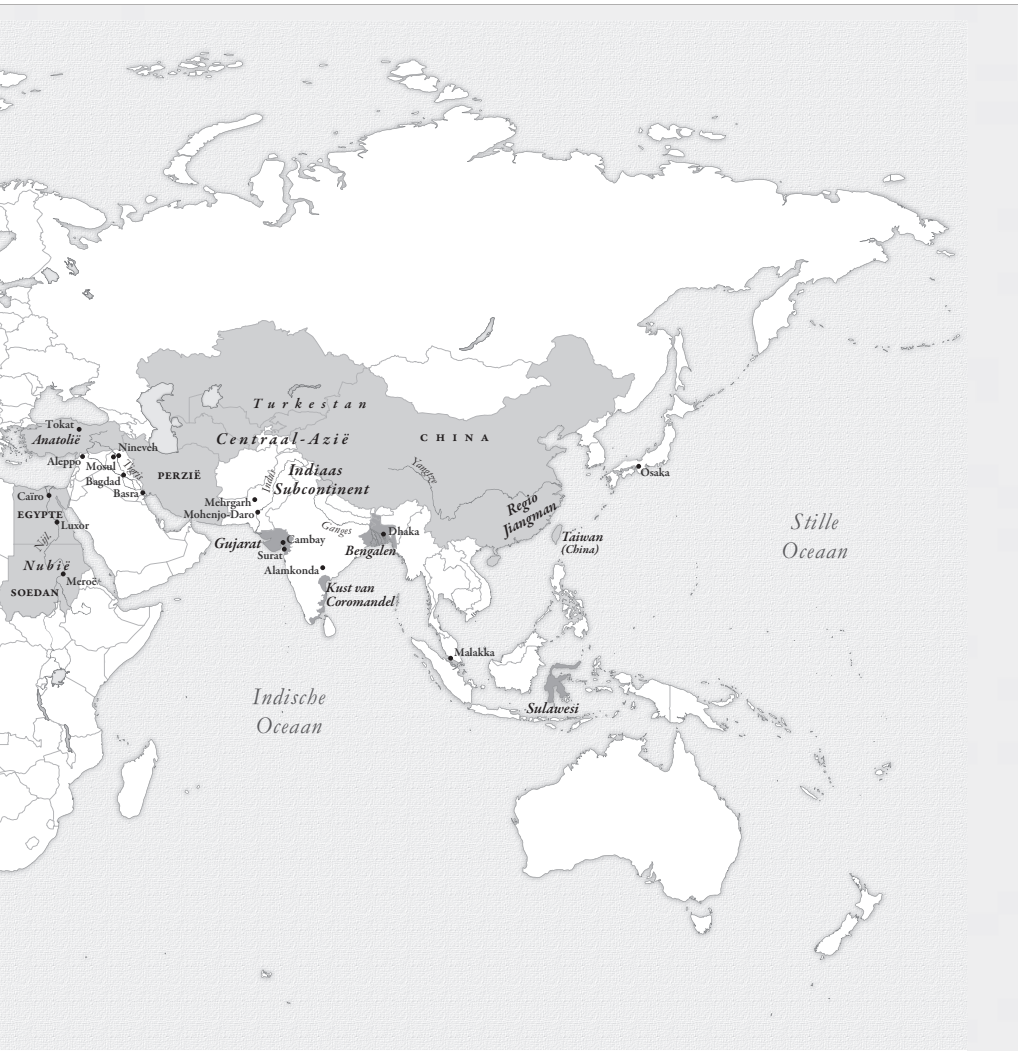 Turkestan
Tokat
Anatolië
Centraal-Azië
CHINA
Nineveh
Aleppo
Mosul
Tigris
Bagdad
Basra
PERZIË
Indus
Indiaas
Subcontinent
Yangtze
Osaka
Caïro
EGYPTE
Luxor
Nijl
Mehrgarh
Mohenjo-Daro
Regio
Jiangman
Ganges
Dhaka
Gujarat
Cambay
Surat
Bengalen
Taiwan
(China)
Stille
Oceaan
Nubië
Meroë
SOEDAN
Alamkonda
Kust van
Coromandel
Malakka
Indische
Oceaan
Sulawesi